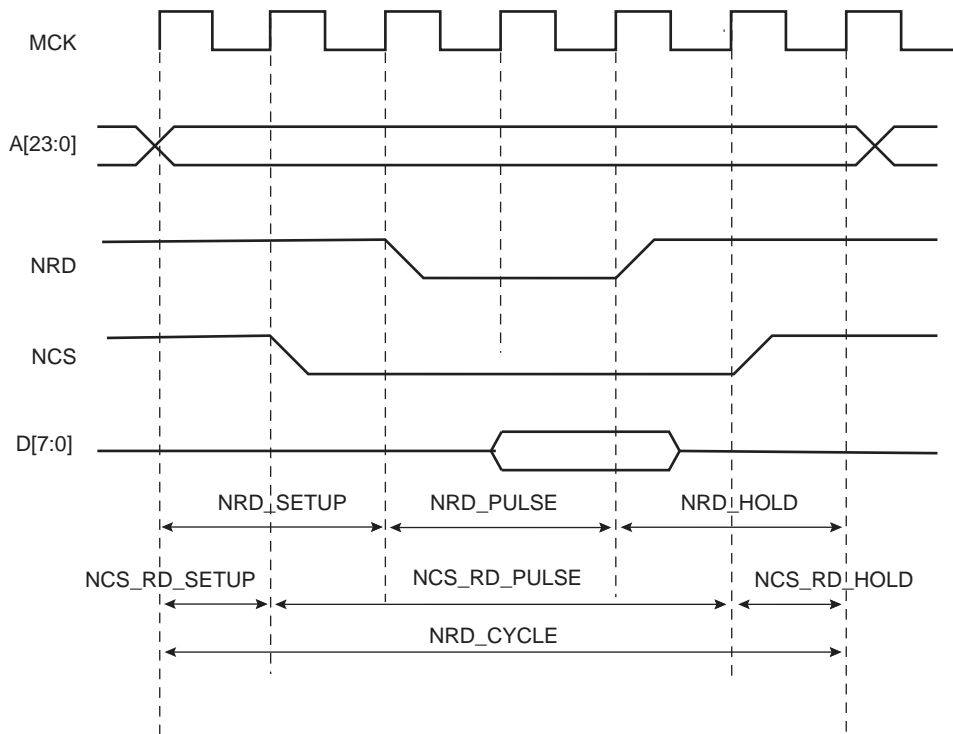 MCK
A[23:0]
NRD
NCS
D[7:0]
NRD_SETUP NRD_PULSE NRD_HOLD
NCS_RD_SETUP NCS_RD_PULSE NCS_RD_HOLD
NRD_CYCLE